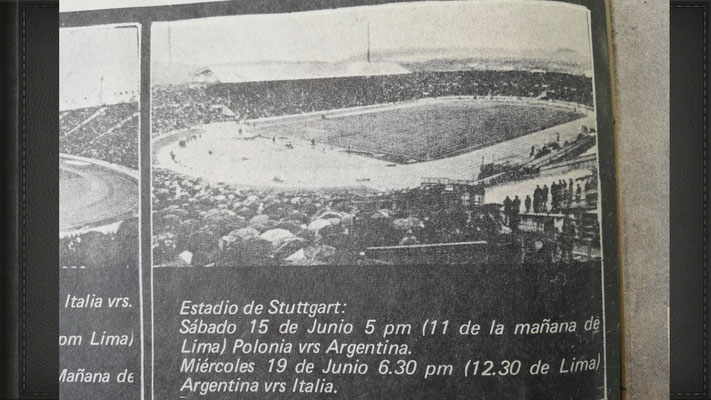 Italia vrs.
pm Lima)
Mañana de
Estadio de Stuttgart:
Sábado 15 de Junio 5 pm (11 de la mañana de
Lima) Polonia vrs Argentina.
Miércoles 19 de Junio 6.30 pm (12.30 de Lima)
Argentina vrs Italia.